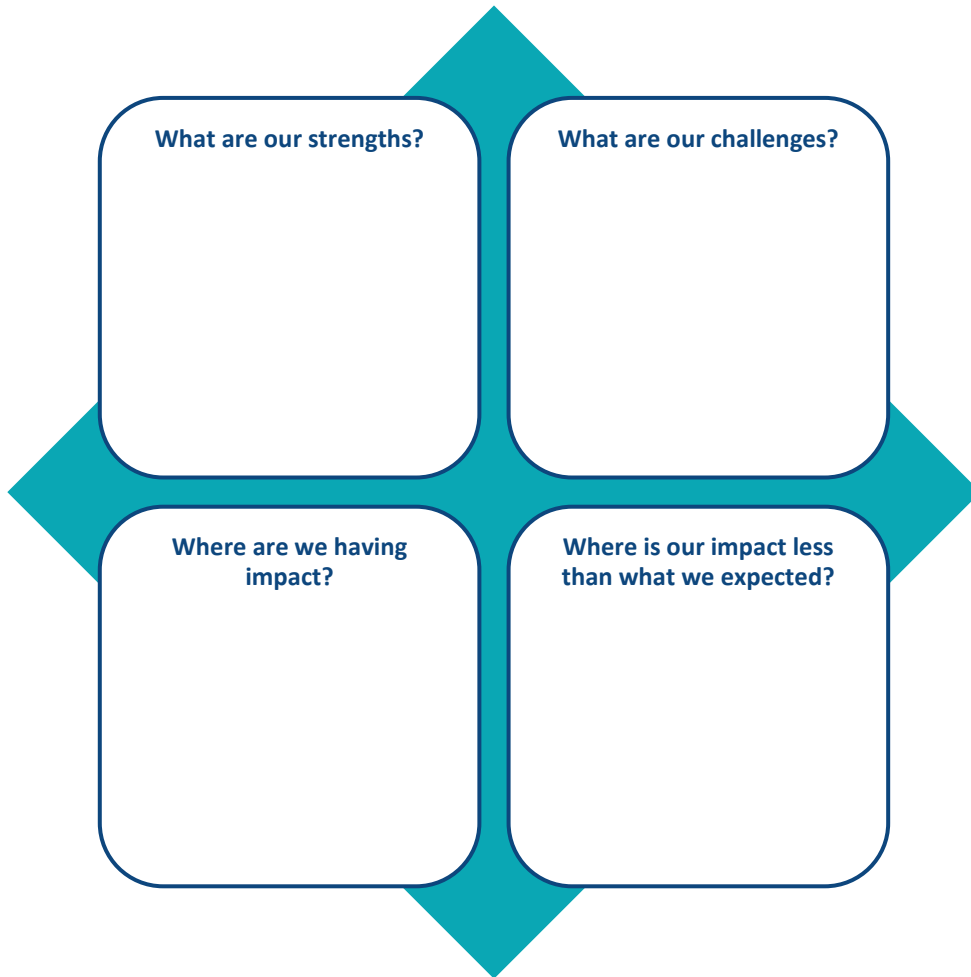 What are our strengths?
What are our challenges?
Where are we having
impact?
Where is our impact less
than what we expected?